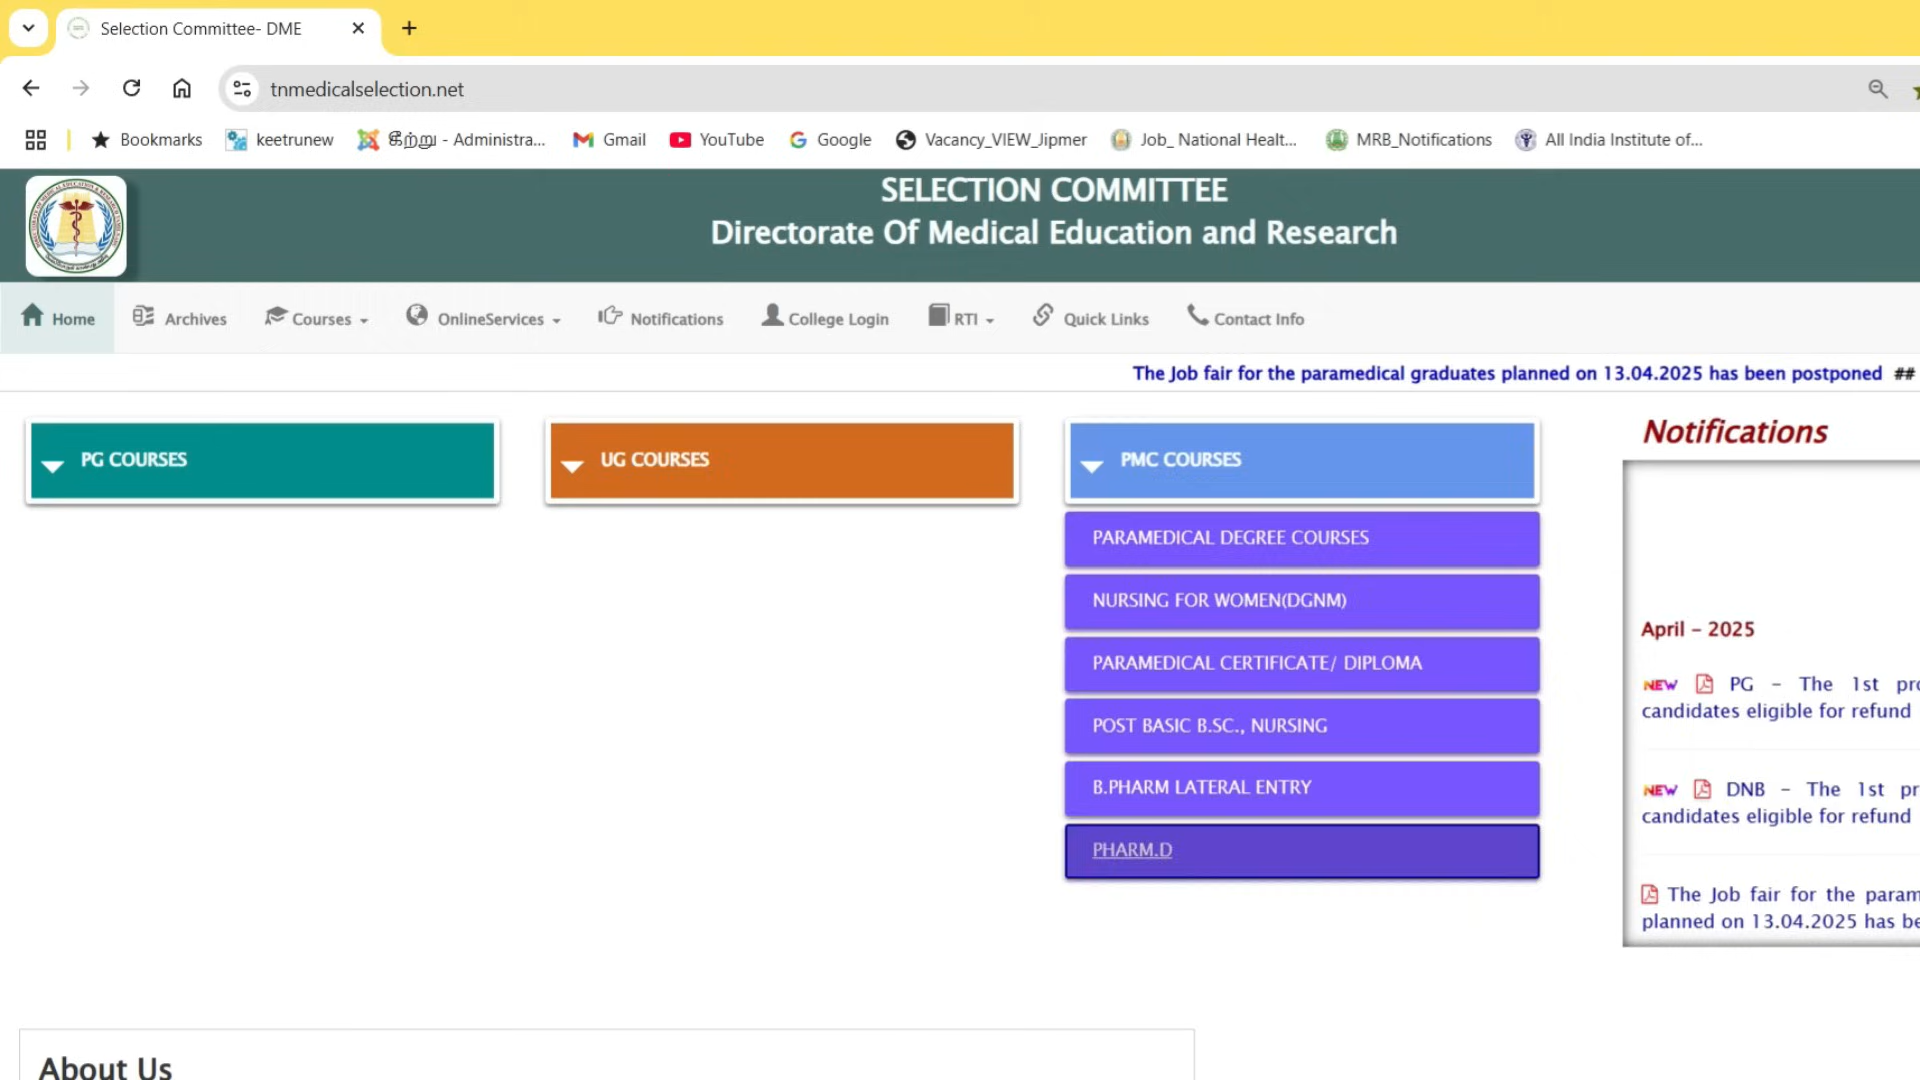 Selection Committee- DME
tnmedicalselection.net
Bookmarks
keetrunew
கீற்று - Administra...
Gmail
YouTube
Google
Vacancy_VIEW_Jipmer
Job_ National Healt...
MRB_Notifications
All India Institute of...
SELECTION COMMITTEE
Directorate Of Medical Education and Research
Home
Archives
Courses
OnlineServices
Notifications
College Login
RTI
Quick Links
Contact Info
The Job fair for the paramedical graduates planned on 13.04.2025 has been postponed ##
PG COURSES
UG COURSES
PMC COURSES
PARAMEDICAL DEGREE COURSES
NURSING FOR WOMEN(DGNM)
PARAMEDICAL CERTIFICATE/ DIPLOMA
POST BASIC B.SC., NURSING
B.PHARM LATERAL ENTRY
PHARM.D
Notifications
April - 2025
NEW PG - The 1st pro
candidates eligible for refund
NEW DNB - The 1st pr
candidates eligible for refund
The Job fair for the param
planned on 13.04.2025 has be
About Us